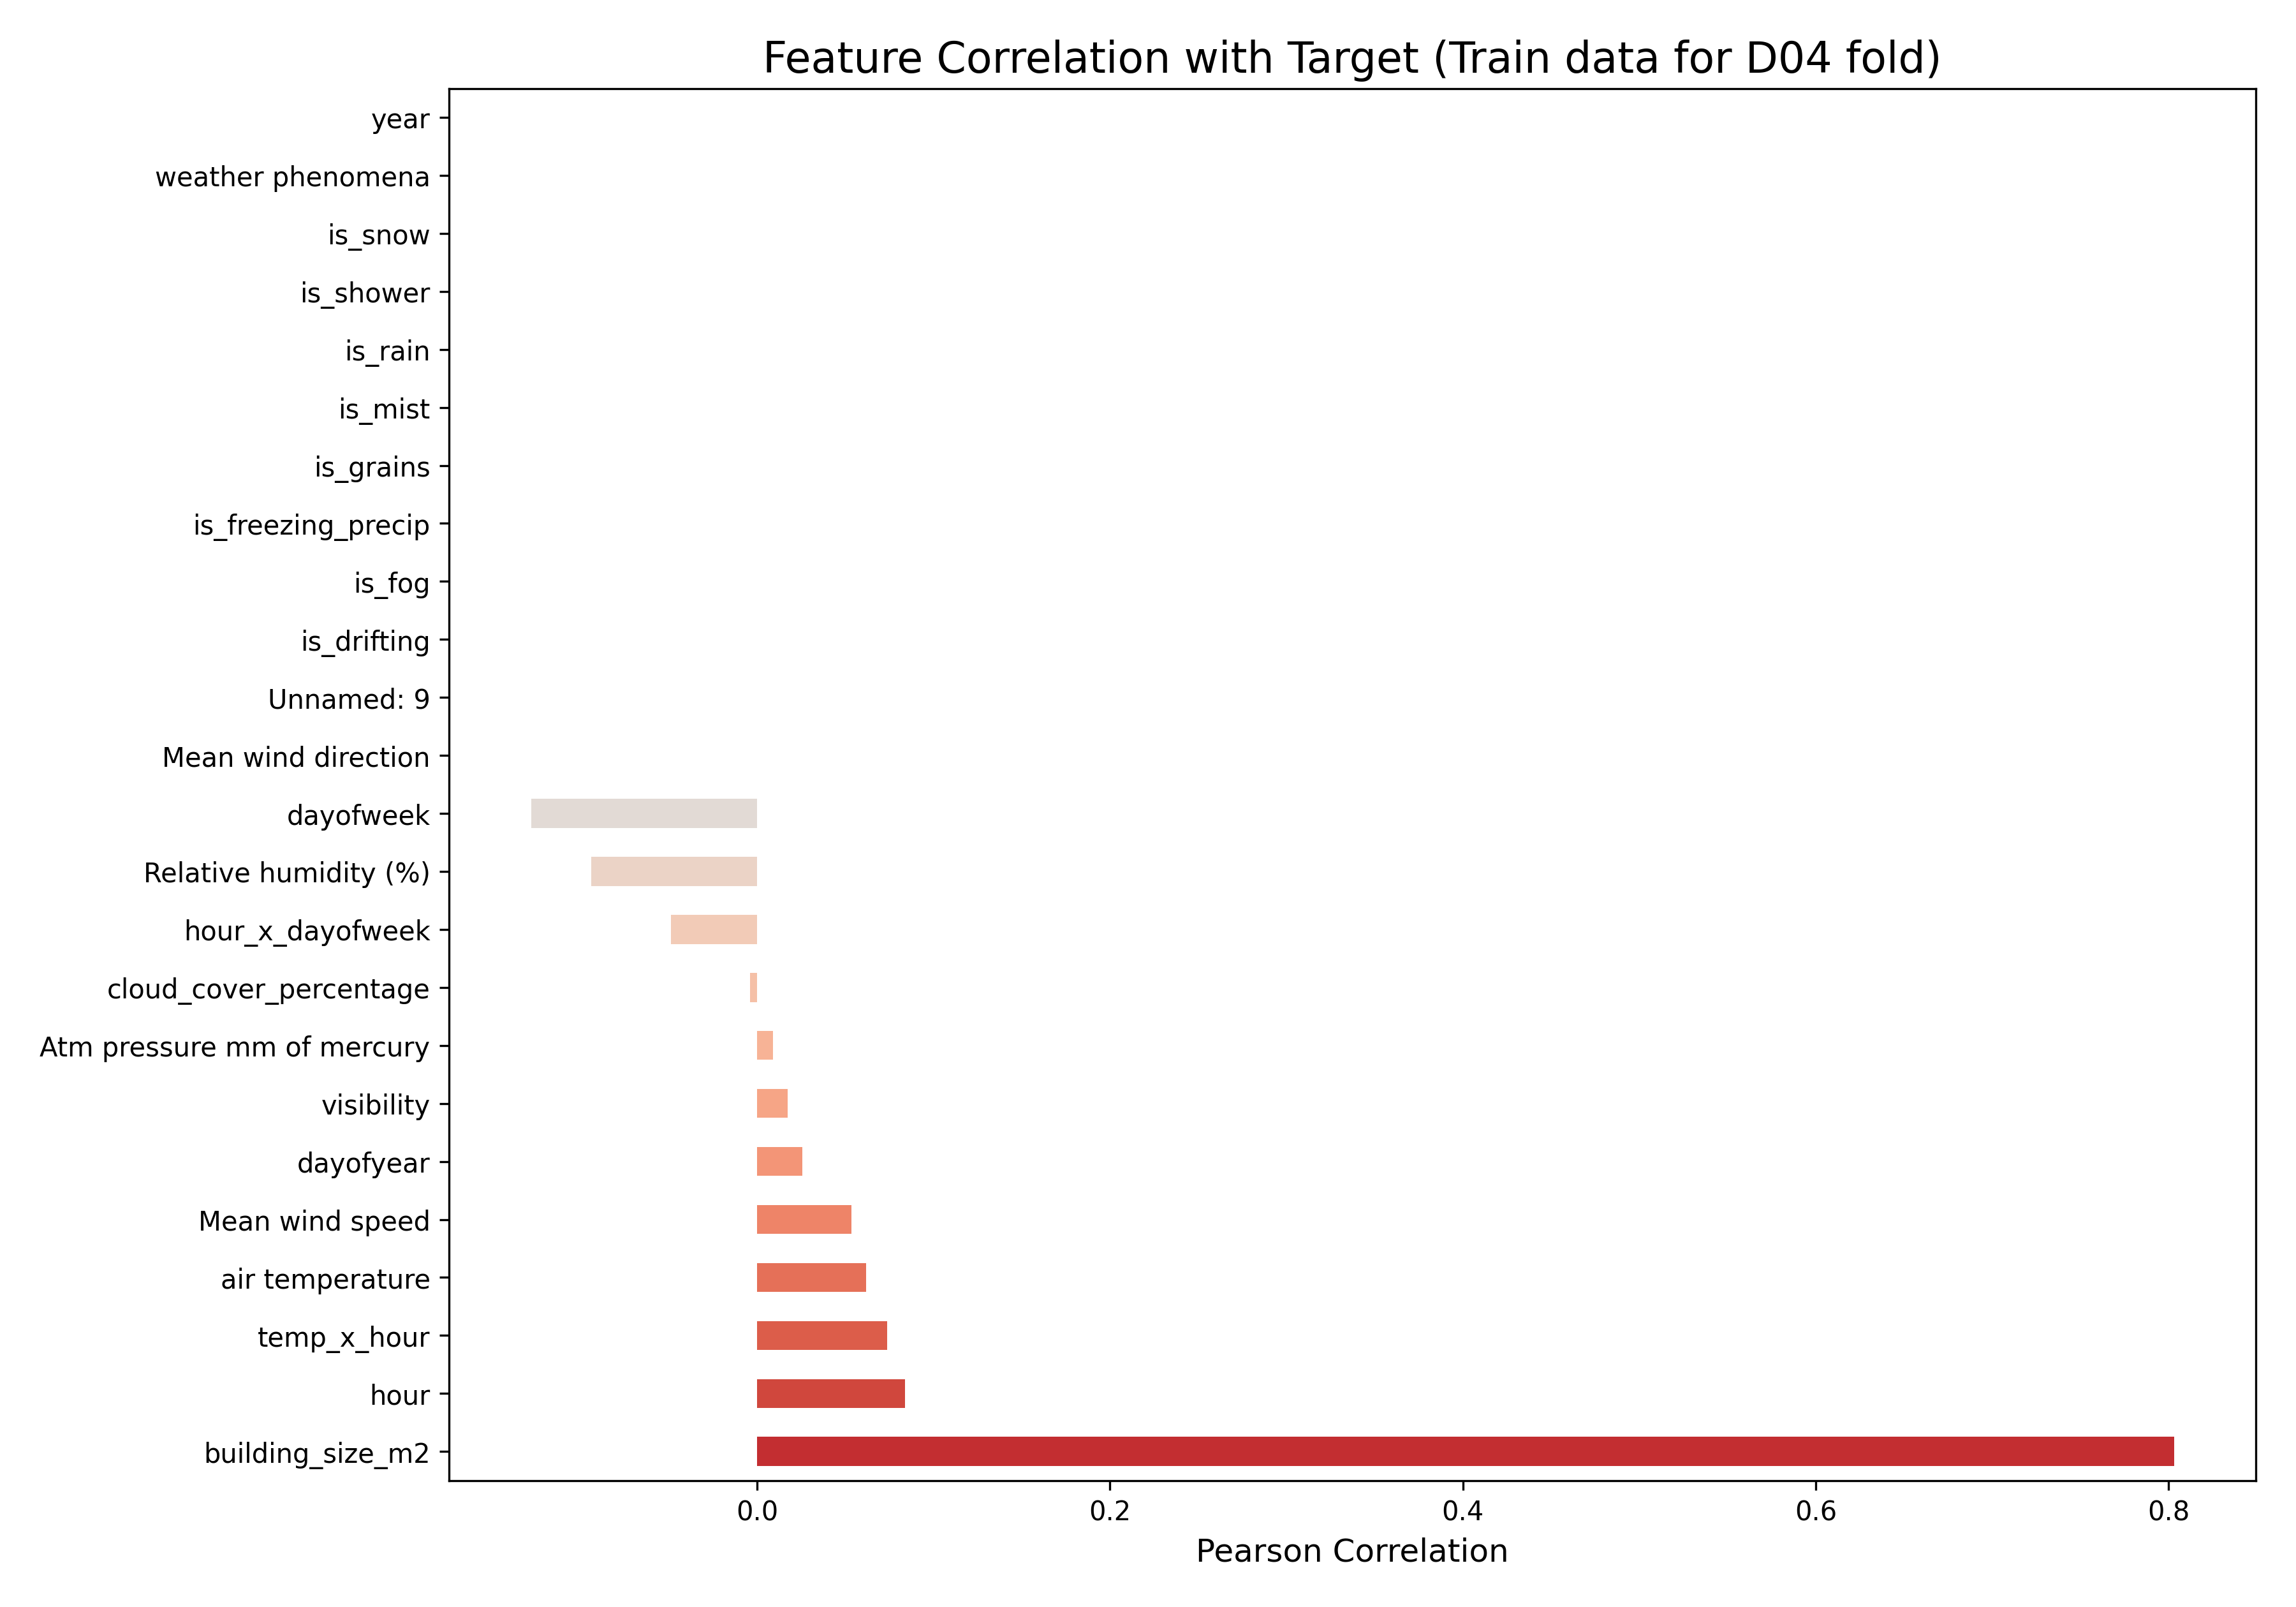 Feature Correlation with Target (Train data for D04 fold)
year
weather phenomena
is_snow
is_shower
is_rain
is_mist
is_grains
is_freezing_precip
is_fog
is_drifting
Unnamed: 9
Mean wind direction
dayofweek
Relative humidity (%)
hour_x_dayofweek
cloud_cover_percentage
Atm pressure mm of mercury
visibility
dayofyear
Mean wind speed
air temperature
temp_x_hour
hour
building_size_m2
0.0 0.2 0.4 0.6 0.8
Pearson Correlation